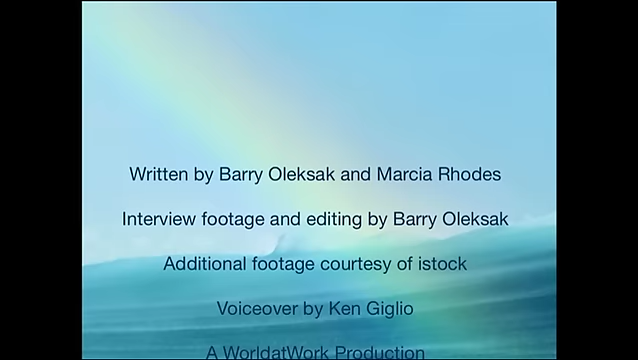 Written by Barry Oleksak and Marcia Rhodes
Interview footage and editing by Barry Oleksak
Additional footage courtesy of istock
Voiceover by Ken Giglio
A WorldatWork Production